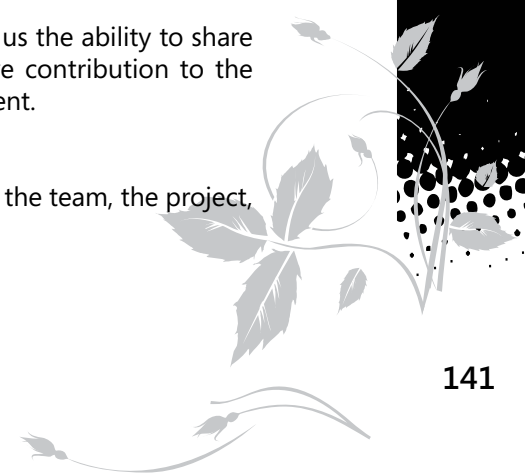 us the ability to share
e contribution to the
ent.
the team, the project,
141